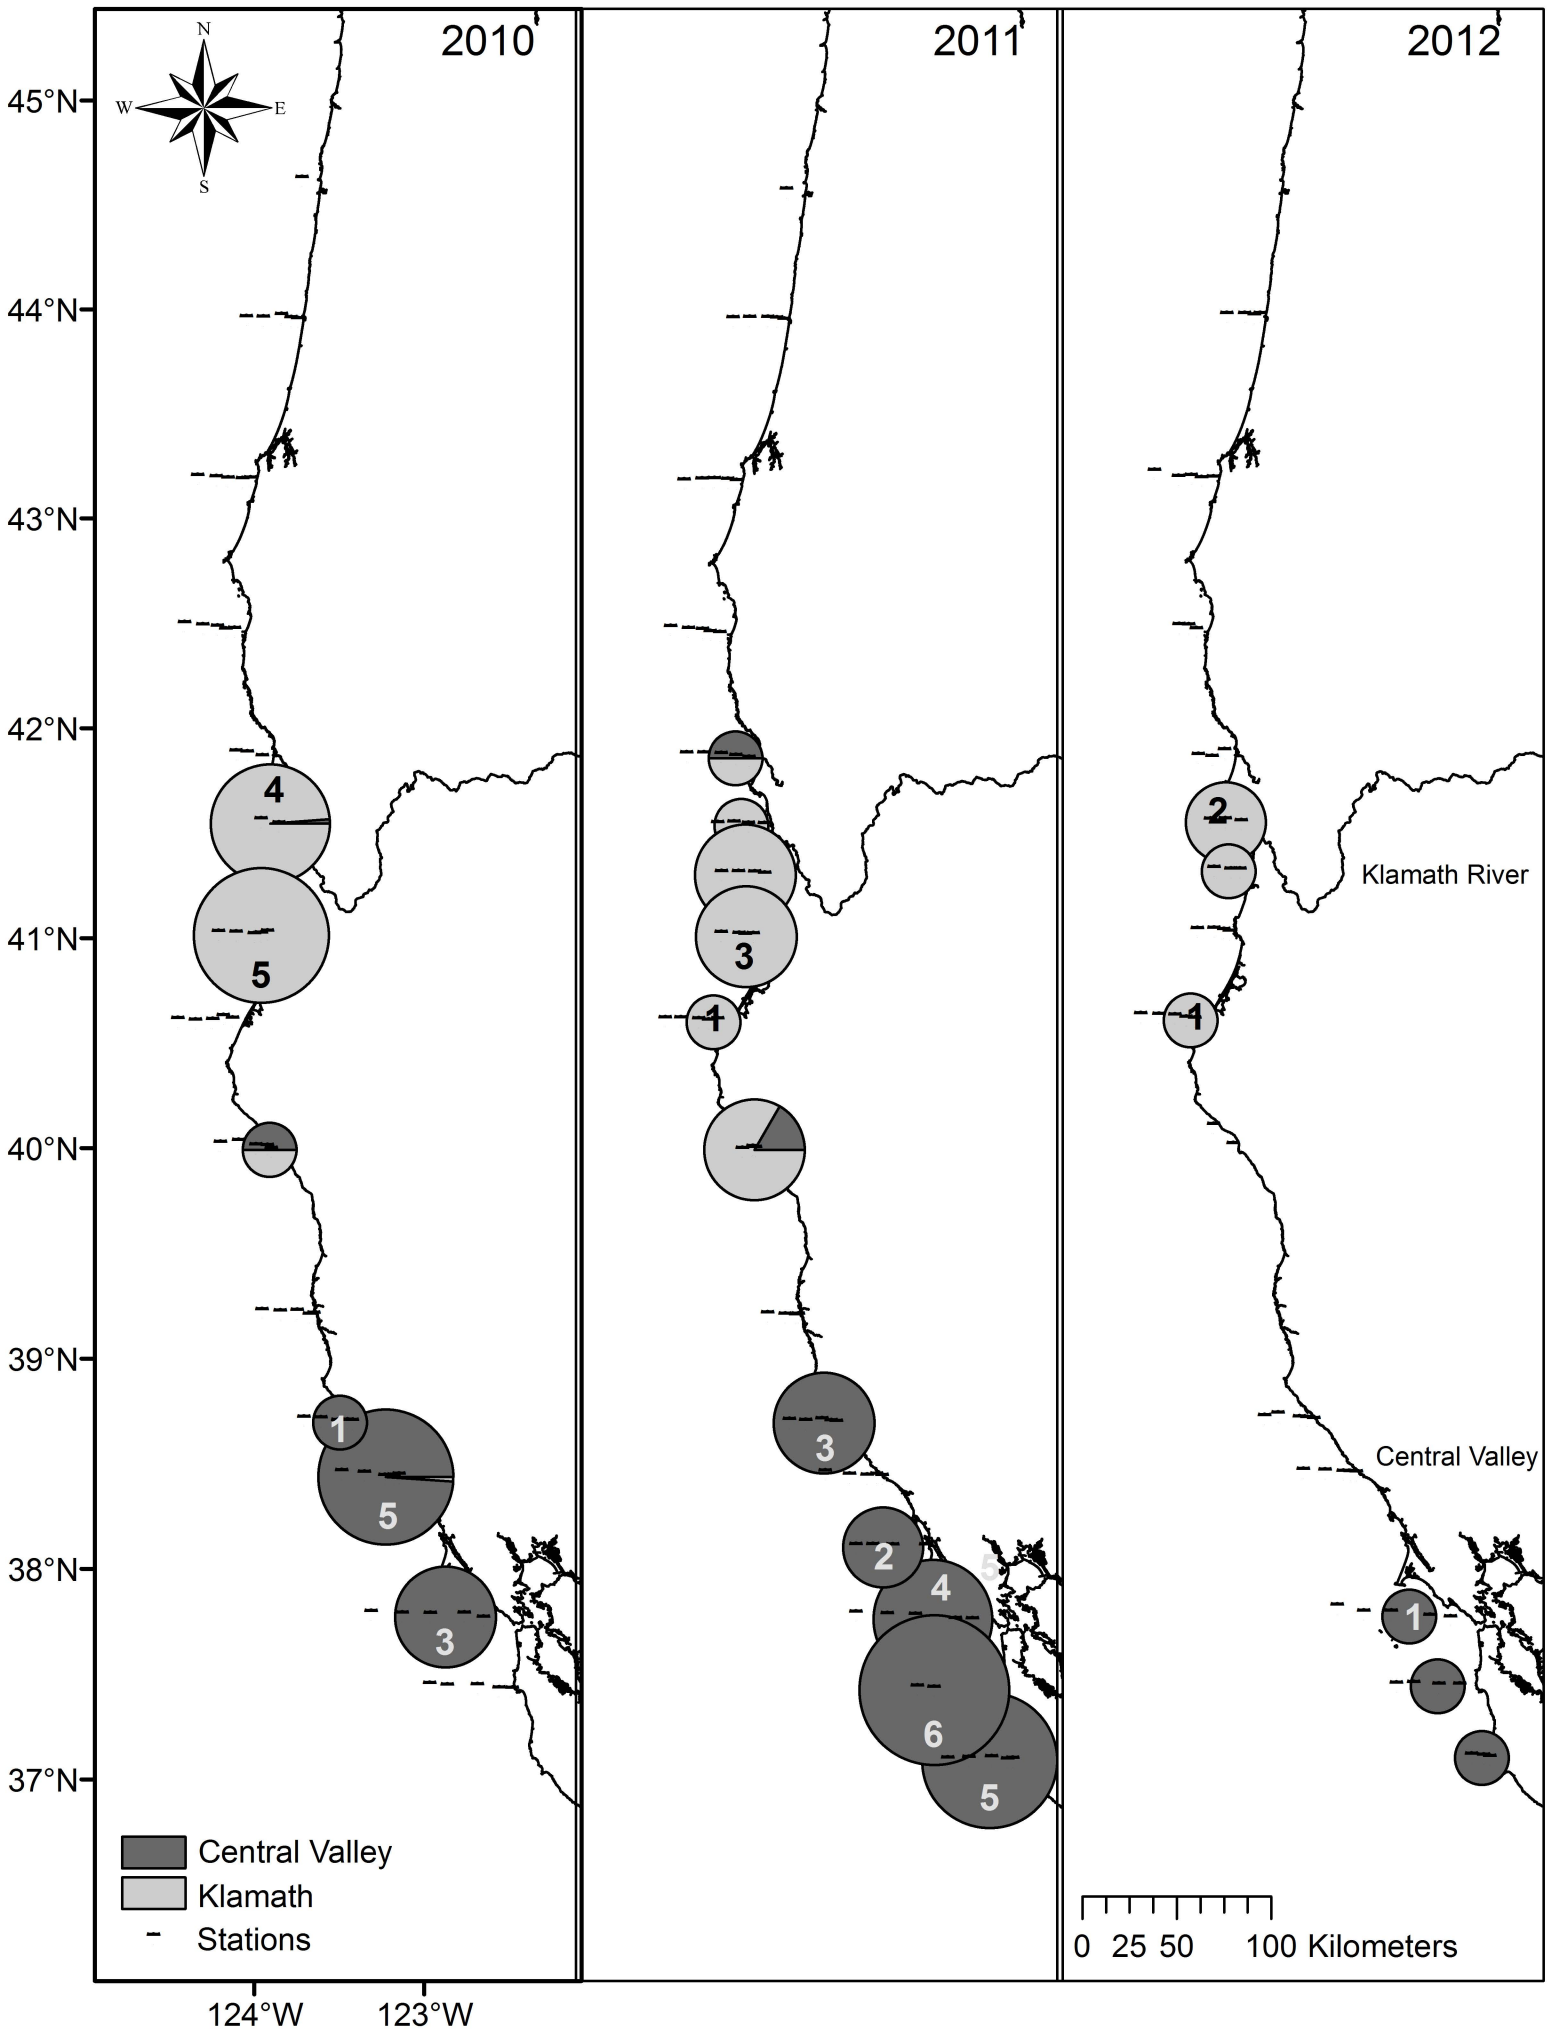 2010
2011
2012
N
W
E
S
45°N
44°N
43°N
42°N
41°N
40°N
39°N
38°N
37°N
4
5
1
5
3
3
1
3
2
4
5
6
5
2
1
1
Klamath River
Central Valley
Central Valley
Klamath
Stations
0 25 50 100 Kilometers
124°W 123°W